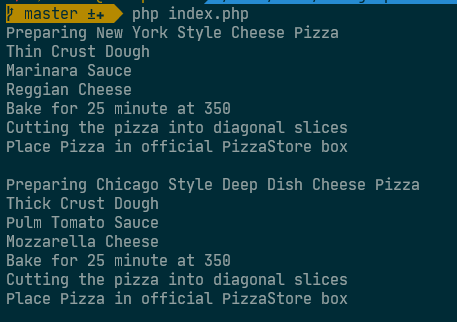 master ±+ php index.php
Preparing New York Style Cheese Pizza
Thin Crust Dough
Marinara Sauce
Reggian Cheese
Bake for 25 minute at 350
Cutting the pizza into diagonal slices
Place Pizza in official PizzaStore box
Preparing Chicago Style Deep Dish Cheese Pizza
Thick Crust Dough
Pulm Tomato Sauce
Mozzarella Cheese
Bake for 25 minute at 350
Cutting the pizza into diagonal slices
Place Pizza in official PizzaStore box